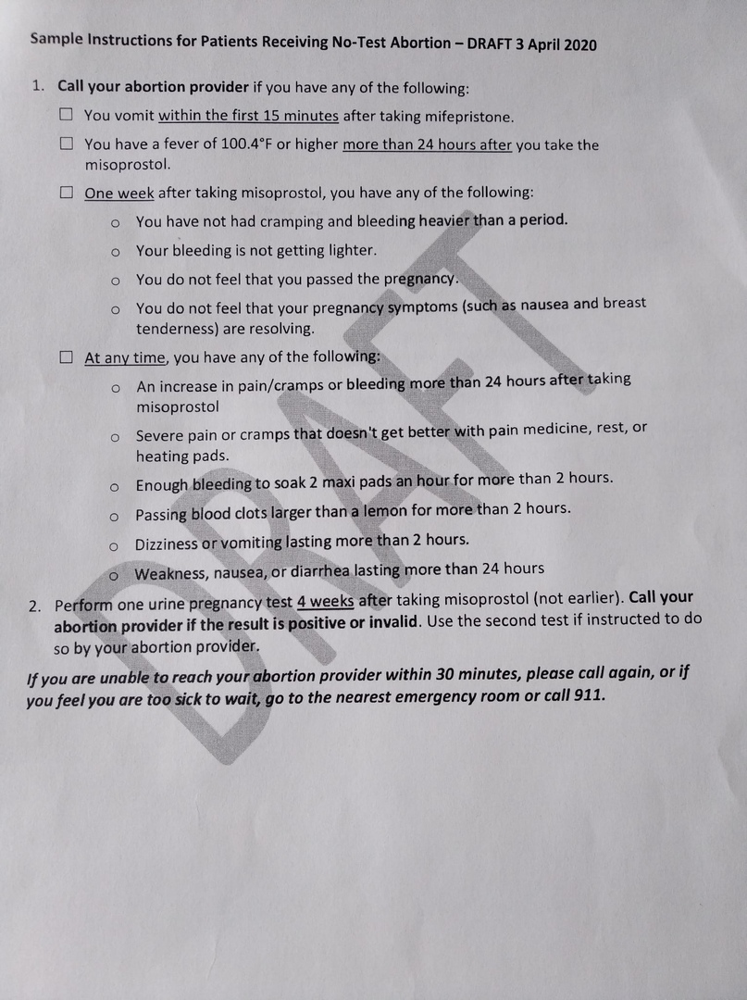 Sample Instructions for Patients Receiving No-Test Abortion – DRAFT 3 April 2020
1. Call your abortion provider if you have any of the following:
☐ You vomit within the first 15 minutes after taking mifepristone.
☐ You have a fever of 100.4°F or higher more than 24 hours after you take the
misoprostol.
☐ One week after taking misoprostol, you have any of the following:
o You have not had cramping and bleeding heavier than a period.
o Your bleeding is not getting lighter.
o You do not feel that you passed the pregnancy.
o You do not feel that your pregnancy symptoms (such as nausea and breast
tenderness) are resolving.
☐ At any time, you have any of the following:
o An increase in pain/cramps or bleeding more than 24 hours after taking
misoprostol
o Severe pain or cramps that doesn't get better with pain medicine, rest, or
heating pads.
o Enough bleeding to soak 2 maxi pads an hour for more than 2 hours.
o Passing blood clots larger than a lemon for more than 2 hours.
o Dizziness or vomiting lasting more than 2 hours.
o Weakness, nausea, or diarrhea lasting more than 24 hours
2. Perform one urine pregnancy test 4 weeks after taking misoprostol (not earlier). Call your
abortion provider if the result is positive or invalid. Use the second test if instructed to do
so by your abortion provider.
If you are unable to reach your abortion provider within 30 minutes, please call again, or if
you feel you are too sick to wait, go to the nearest emergency room or call 911.
DRAFT